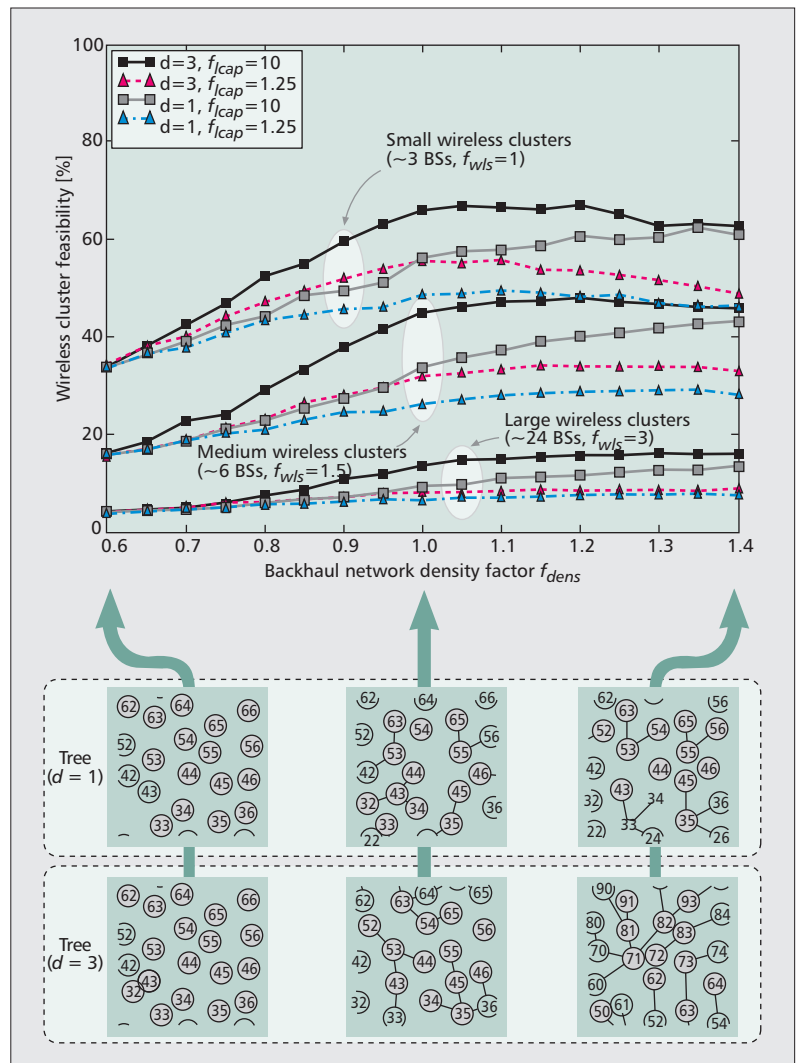 d=3, flcap=10
d=3, flcap=1.25
d=1, flcap=10
d=1, flcap=1.25
100
80
60
40
20
0
Wireless cluster feasibility [%]
Small wireless clusters
(~3 BSs, fwls=1)
Medium wireless clusters
(~6 BSs, fwls=1.5)
Large wireless clusters
(~24 BSs, fwls=3)
0.6 0.7 0.8 0.9 1.0 1.1 1.2 1.3 1.4
Backhaul network density factor fdens
Tree
(d = 1)
62 63 64 66
65
54
52 53 55 56
42 43 44 45 46
34
33 35 36
62 64 66
63 54 65
53 55 56
42 44 46
43 45
32 34 36
33 35
22
62 56
63 65
52 54
53 55
42 44 46
43 45
32 34 36
33 35
22 24 26
Tree
(d = 3)
62 63 64 66
65
54
52 53 55 56
42 43 44 45 46
32 34
33 35 36
64 65
62 63
52 54 65 56
53 44 55
42 43 45 46
32 34 36
33 35
90 91 93
80 81 82 83 84
70 71 72 73 74
60 62 64
50 61 63
52 54